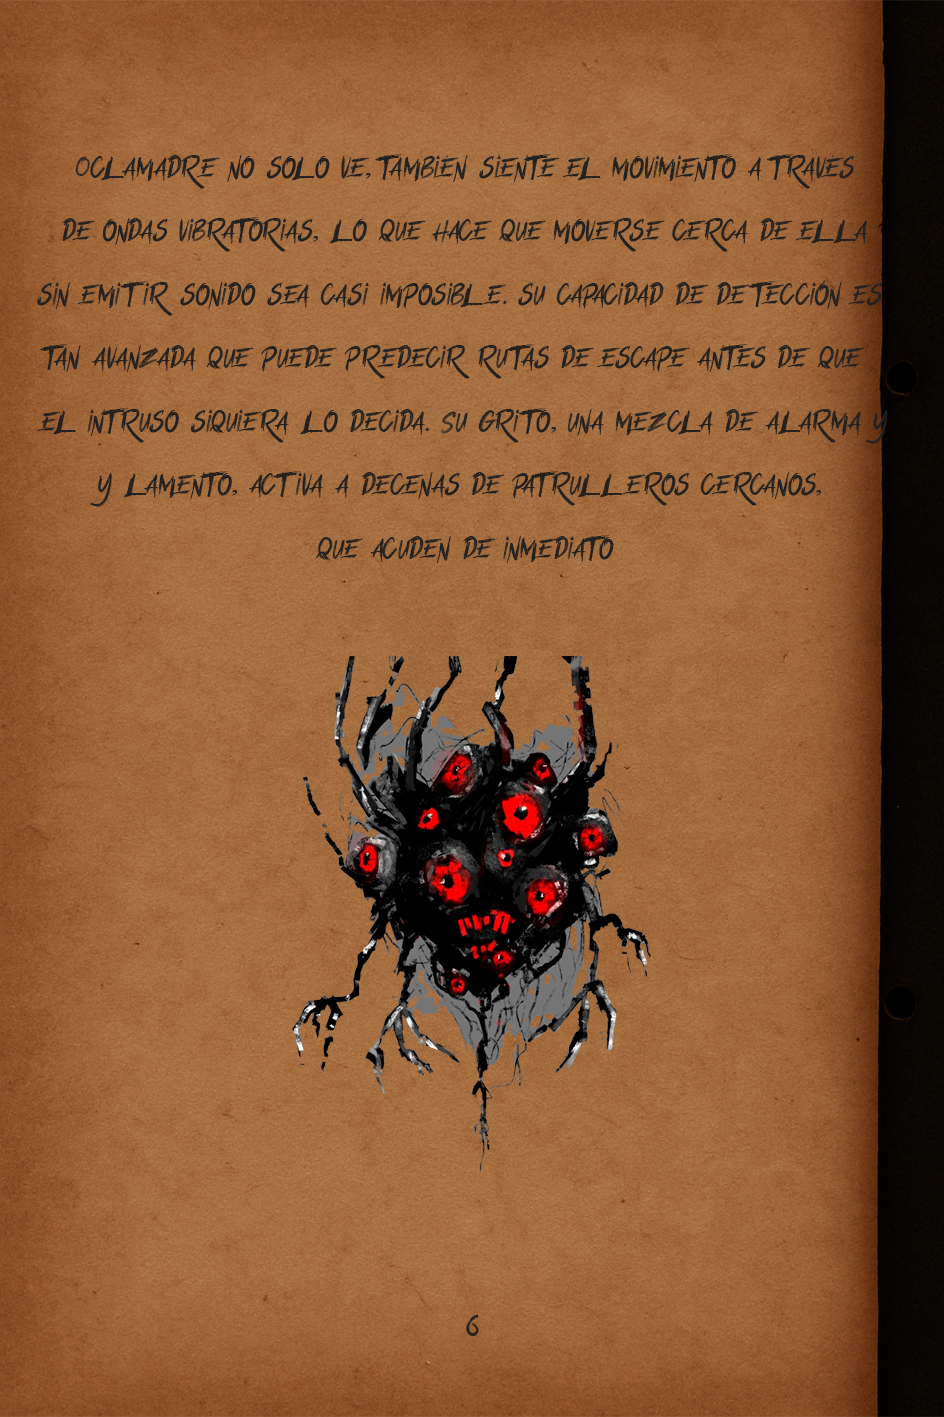 OCLAMADRE NO SOLO VE, TAMBIEN SIENTE EL MOVIMIENTO A TRAVES
DE ONDAS VIBRATORIAS, LO QUE HACE QUE MOVERSE CERCA DE ELLA
SIN EMITIR SONIDO SEA CASI IMPOSIBLE. SU CAPACIDAD DE DETECCIÓN ES
TAN AVANZADA QUE PUEDE PREDECIR RUTAS DE ESCAPE ANTES DE QUE
EL INTRUSO SIQUIERA LO DECIDA. SU GRITO, UNA MEZCLA DE ALARMA Y
Y LAMENTO, ACTIVA A DECENAS DE PATRULLEROS CERCANOS,
QUE ACUDEN DE INMEDIATO
6